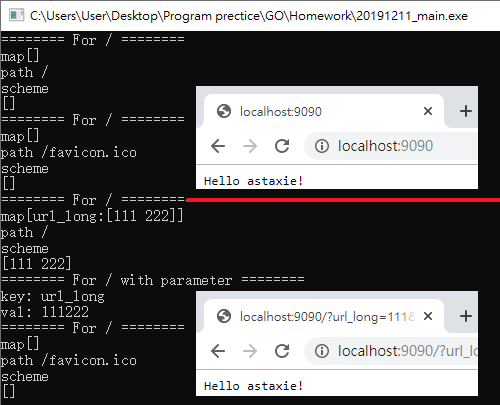 C:\Users\User\Desktop\Program prectice\GO\Homework\20191211_main.exe
======== For / ========
map[]
path /
scheme
[]
======== For / ========
map[]
path /favicon.ico
scheme
[]
localhost:9090
localhost:9090
Hello astaxie!
======== For / ========
map[url_long:[111 222]]
path /
scheme
[111 222]
======== For / with parameter ========
key: url_long
val: 111222
======== For / ========
map[]
path /favicon.ico
scheme
[]
localhost:9090/?url_long=111&
localhost:9090/?url_lo
Hello astaxie!